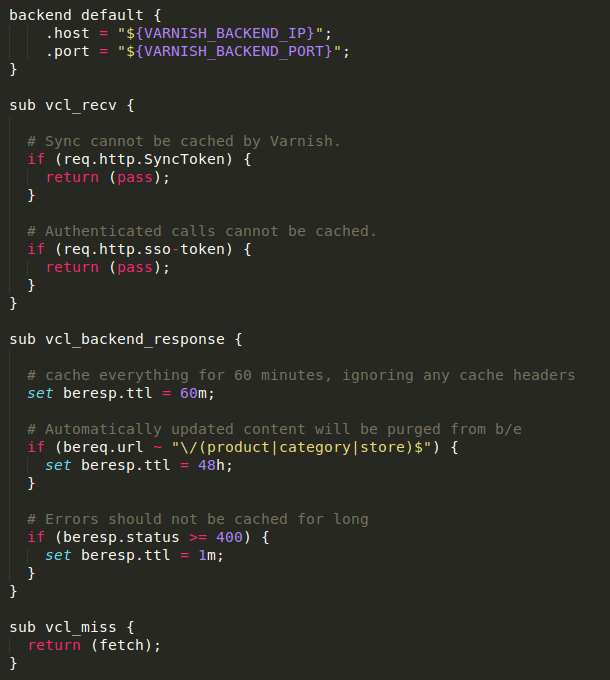 backend default {
    .host = "${VARNISH_BACKEND_IP}";
    .port = "${VARNISH_BACKEND_PORT}";
}

sub vcl_recv {

  # Sync cannot be cached by Varnish.
  if (req.http.SyncToken) {
    return (pass);
  }

  # Authenticated calls cannot be cached.
  if (req.http.sso-token) {
    return (pass);
  }
}

sub vcl_backend_response {

  # cache everything for 60 minutes, ignoring any cache headers
  set beresp.ttl = 60m;

  # Automatically updated content will be purged from b/e
  if (bereq.url ~ "\/(product|category|store)$") {
    set beresp.ttl = 48h;
  }

  # Errors should not be cached for long
  if (beresp.status >= 400) {
    set beresp.ttl = 1m;
  }
}

sub vcl_miss {
  return (fetch);
}